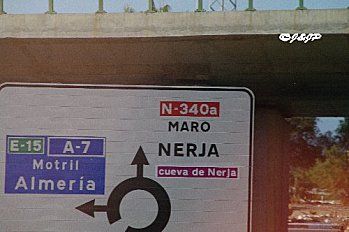 ©J.&J.P
N-340a
MARO
NERJA
cueva de Nerja
E-15 A-7
Motril
Almería